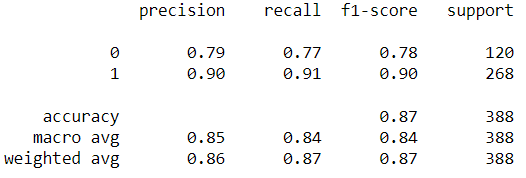 precision recall f1-score support
0 0.79 0.77 0.78 120
1 0.90 0.91 0.90 268
accuracy 0.87 388
macro avg 0.85 0.84 0.84 388
weighted avg 0.86 0.87 0.87 388